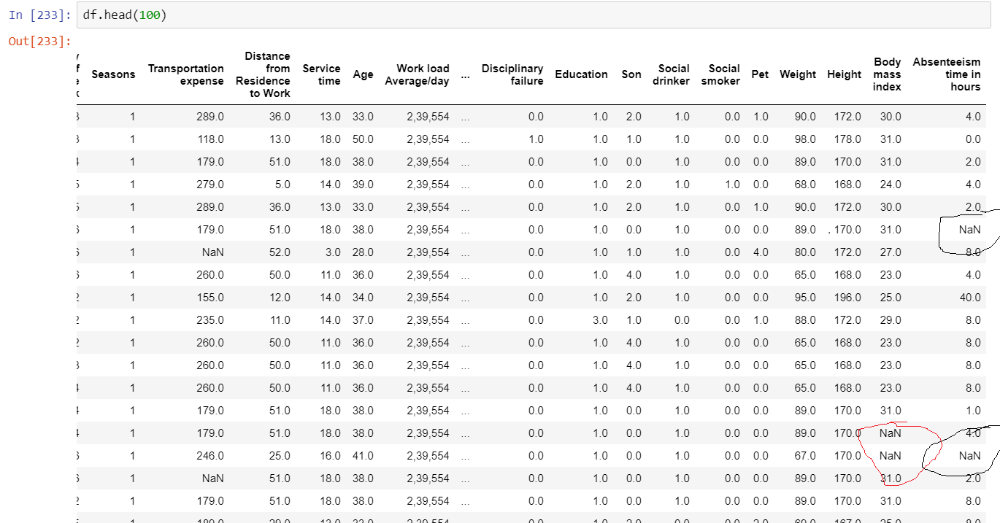 In [233]: df.head(100)
Out[233]:
Seasons Transportation expense Distance from Residence to Work Service time Age Work load Average/day ... Disciplinary failure Education Son Social drinker Social smoker Pet Weight Height Body mass index Absenteeism time in hours
3 1 289.0 36.0 13.0 33.0 2,39,554 ... 0.0 1.0 2.0 1.0 0.0 1.0 90.0 172.0 30.0 4.0
3 1 118.0 13.0 18.0 50.0 2,39,554 ... 1.0 1.0 1.0 1.0 0.0 0.0 98.0 178.0 31.0 0.0
4 1 179.0 51.0 18.0 38.0 2,39,554 ... 0.0 1.0 0.0 1.0 0.0 0.0 89.0 170.0 31.0 2.0
5 1 279.0 5.0 14.0 39.0 2,39,554 ... 0.0 1.0 2.0 1.0 1.0 0.0 68.0 168.0 24.0 4.0
5 1 289.0 36.0 13.0 33.0 2,39,554 ... 0.0 1.0 2.0 1.0 0.0 1.0 90.0 172.0 30.0 2.0
6 1 179.0 51.0 18.0 38.0 2,39,554 ... 0.0 1.0 0.0 1.0 0.0 0.0 89.0 170.0 31.0 NaN
6 1 NaN 52.0 3.0 28.0 2,39,554 ... 0.0 1.0 1.0 1.0 0.0 4.0 80.0 172.0 27.0 8.0
6 1 260.0 50.0 11.0 36.0 2,39,554 ... 0.0 1.0 4.0 1.0 0.0 0.0 65.0 168.0 23.0 4.0
2 1 155.0 12.0 14.0 34.0 2,39,554 ... 0.0 1.0 2.0 1.0 0.0 0.0 95.0 196.0 25.0 40.0
2 1 235.0 11.0 14.0 37.0 2,39,554 ... 0.0 3.0 1.0 0.0 0.0 1.0 88.0 172.0 29.0 8.0
2 1 260.0 50.0 11.0 36.0 2,39,554 ... 0.0 1.0 4.0 1.0 0.0 0.0 65.0 168.0 23.0 8.0
3 1 260.0 50.0 11.0 36.0 2,39,554 ... 0.0 1.0 4.0 1.0 0.0 0.0 65.0 168.0 23.0 8.0
4 1 260.0 50.0 11.0 36.0 2,39,554 ... 0.0 1.0 4.0 1.0 0.0 0.0 65.0 168.0 23.0 8.0
4 1 179.0 51.0 18.0 38.0 2,39,554 ... 0.0 1.0 0.0 1.0 0.0 0.0 89.0 170.0 31.0 1.0
4 1 179.0 51.0 18.0 38.0 2,39,554 ... 0.0 1.0 0.0 1.0 0.0 0.0 89.0 170.0 NaN 4.0
6 1 246.0 25.0 16.0 41.0 2,39,554 ... 0.0 1.0 0.0 1.0 0.0 0.0 67.0 170.0 NaN NaN
6 1 NaN 51.0 18.0 38.0 2,39,554 ... 0.0 1.0 0.0 1.0 0.0 0.0 89.0 170.0 31.0 2.0
2 1 179.0 51.0 18.0 38.0 2,39,554 ... 0.0 1.0 0.0 1.0 0.0 0.0 89.0 170.0 31.0 8.0